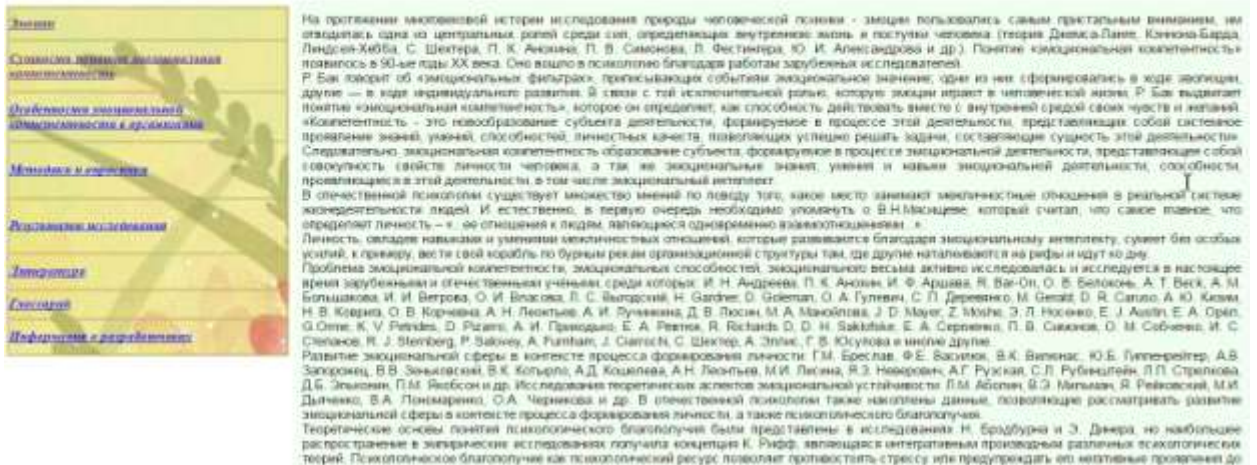 Эмоции
Сущность понятия эмоциональная
компетентность
Особенности эмоциональной
компетентности в организации
Методики и
Результаты исследования
Литература
Глоссарий
Информация о разработчиках
На протяжении многовековой истории исследования природы человеческой психики - эмоции пользовались самым пристальным вниманием, им
отводилась одна из центральных ролей среди сил, определяющих внутреннюю жизнь и поступки человека (теория Джемса-Ланге, Кэннона-Барда,
Линдсея-Хебба, С. Шехтера, П. К. Анохина, П. В. Симонова, Л. Фестингера, Ю. И. Александрова и др.). Понятие «эмоциональная компетентность»
появилось в 90-ые годы XX века. Оно вошло в психологию благодаря работам зарубежных исследователей.
Р. Бак говорит об «эмоциональных фильтрах», приписывающих событиям эмоциональное значение; одни из них сформировались в ходе эволюции,
другие — в ходе индивидуального развития. В связи с той исключительной ролью, которую эмоции играют в человеческой жизни, Р. Бак выдвигает
понятие «эмоциональная компетентность», которое он определяет, как способность действовать вместе с внутренней средой своих чувств и желаний.
«Компетентность - это новообразование субъекта деятельности, формируемое в процессе этой деятельности, представляющих собой системное
проявление знаний, умений, способностей, личностных качеств, позволяющих успешно решать задачи, составляющие сущность этой деятельности».
Следовательно, эмоциональная компетентность образование субъекта, формируемое в процессе эмоциональной деятельности, представляющее собой
совокупность свойств личности человека, а так же эмоциональные знания, умения и навыки эмоциональной деятельности, способности,
проявляющиеся в этой деятельности, в том числе эмоциональный интеллект.
В отечественной психологии существует множество мнений по поводу того, какое место занимают межличностные отношения в реальной системе
жизнедеятельности людей. И естественно, в первую очередь необходимо упомянуть о В.Н.Мясищеве, который считал, что самое главное, что
определяет личность – «...ее отношения к людям, являющиеся одновременно взаимоотношениями...»
Личность, овладев навыками и умениями межличностных отношений, которые развиваются благодаря эмоциональному интеллекту, сумеет без особых
усилий, к примеру, вести свой корабль по бурным рекам организационной структуры там, где другие наталкиваются на рифы и идут ко дну.
Проблема эмоциональной компетентности, эмоциональных способностей, эмоционального весьма активно исследовалась и исследуется в настоящее
время зарубежными и отечественными учёными, среди которых: И. Н. Андреева, П. К. Анохин, И. Ф. Аршава, R. Bar-On, О. В. Белоконь, A. T. Beck, А. М.
Большакова, И. И. Ветрова, О. И. Власова, Л. С. Выгодский, H. Gardner, D. Goleman, О. А. Гулевич, С. П. Деревянко, M. Gerald, D. R. Caruso, А. Ю. Кизим,
Н. В. Коврига, О. В. Корчевна, А. Н. Леонтьев, А. И. Лучинкина, Д. В. Люсин, М. А. Манойлова, J. D. Mayer, Z. Moshe, Э. Л. Носенко, E. J. Austin, Е. А. Орел,
G.Orme, K. V. Petrides, D. Pizarro, А. И. Приходько, Е. А. Репина, R. Richards, D. D. H. Saklofske, Е. А. Сергиенко, П. В. Симонов, О. М. Собченко, И. С.
Степанов, R. J. Sternberg, P. Salovey, A. Furnham, J. Ciarrochi, С. Шехтер, А. Эллис, Г. В. Юсупова и многие другие.
Развитие эмоциональной сферы в контексте процесса формирования личности: Г.М. Бреслав, Ф.Е. Василюк, В.К. Вилюнас, Ю.Б. Гиппенрейтер, А.В.
Запорожец, В.В. Зеньковский, В.К. Котырло, А.Д. Кошелева, А.Н. Леонтьев, М.И. Лисина, Я.З. Неверович, А.Г. Рузская, С.Л. Рубинштейн, Л.П. Стрелкова,
Д.Б. Эльконин, П.М. Якобсон и др. Исследования теоретических аспектов эмоциональной устойчивости: Л.М. Аболин, В.Э. Мильман, Я. Рейковский, М.И.
Дьяченко, В.А. Пономаренко, О.А. Черникова и др. В отечественной психологии также накоплены данные, позволяющие рассматривать развитие
эмоциональной сферы в контексте процесса формирования личности, а также психологического благополучия.
Теоретические основы понятия психологического благополучия были представлены в исследованиях Н. Брэдбурна и Э. Динера, но наибольшее
распространение в эмпирических исследованиях получила концепция К. Рифф, являющаяся интегративным производным различных психологических
теорий. Психологическое благополучие как психологический ресурс позволяет противостоять стрессу или предупреждать его негативные проявления до